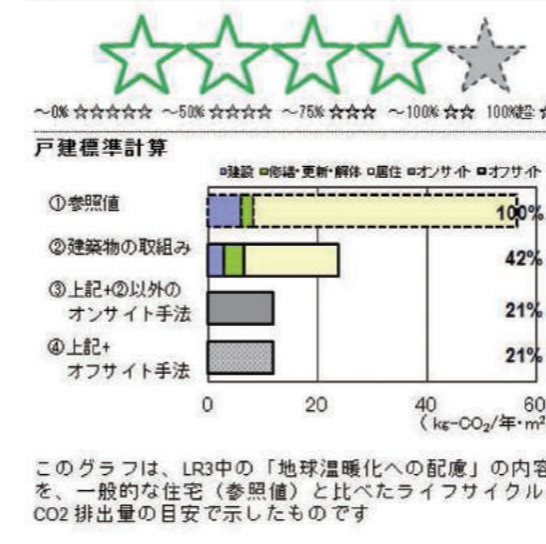 ~0% ☆☆☆☆☆ ~50% ☆☆☆☆ ~75% ☆☆☆ ~100% ☆☆ 100%超:
戸建標準計算
建設 修繕・更新・解体 居住 オンサイト オフサイト
①参照値
100%
②建築物の取組み
42%
③上記+②以外の
オンサイト手法
21%
④上記+
オフサイト手法
21%
0 20 40 60
( kg-CO2/年・m²
このグラフは、LR3中の「地球温暖化への配慮」の内容
を、一般的な住宅（参照値）と比べたライフサイクル
CO2 排出量の目安で示したものです